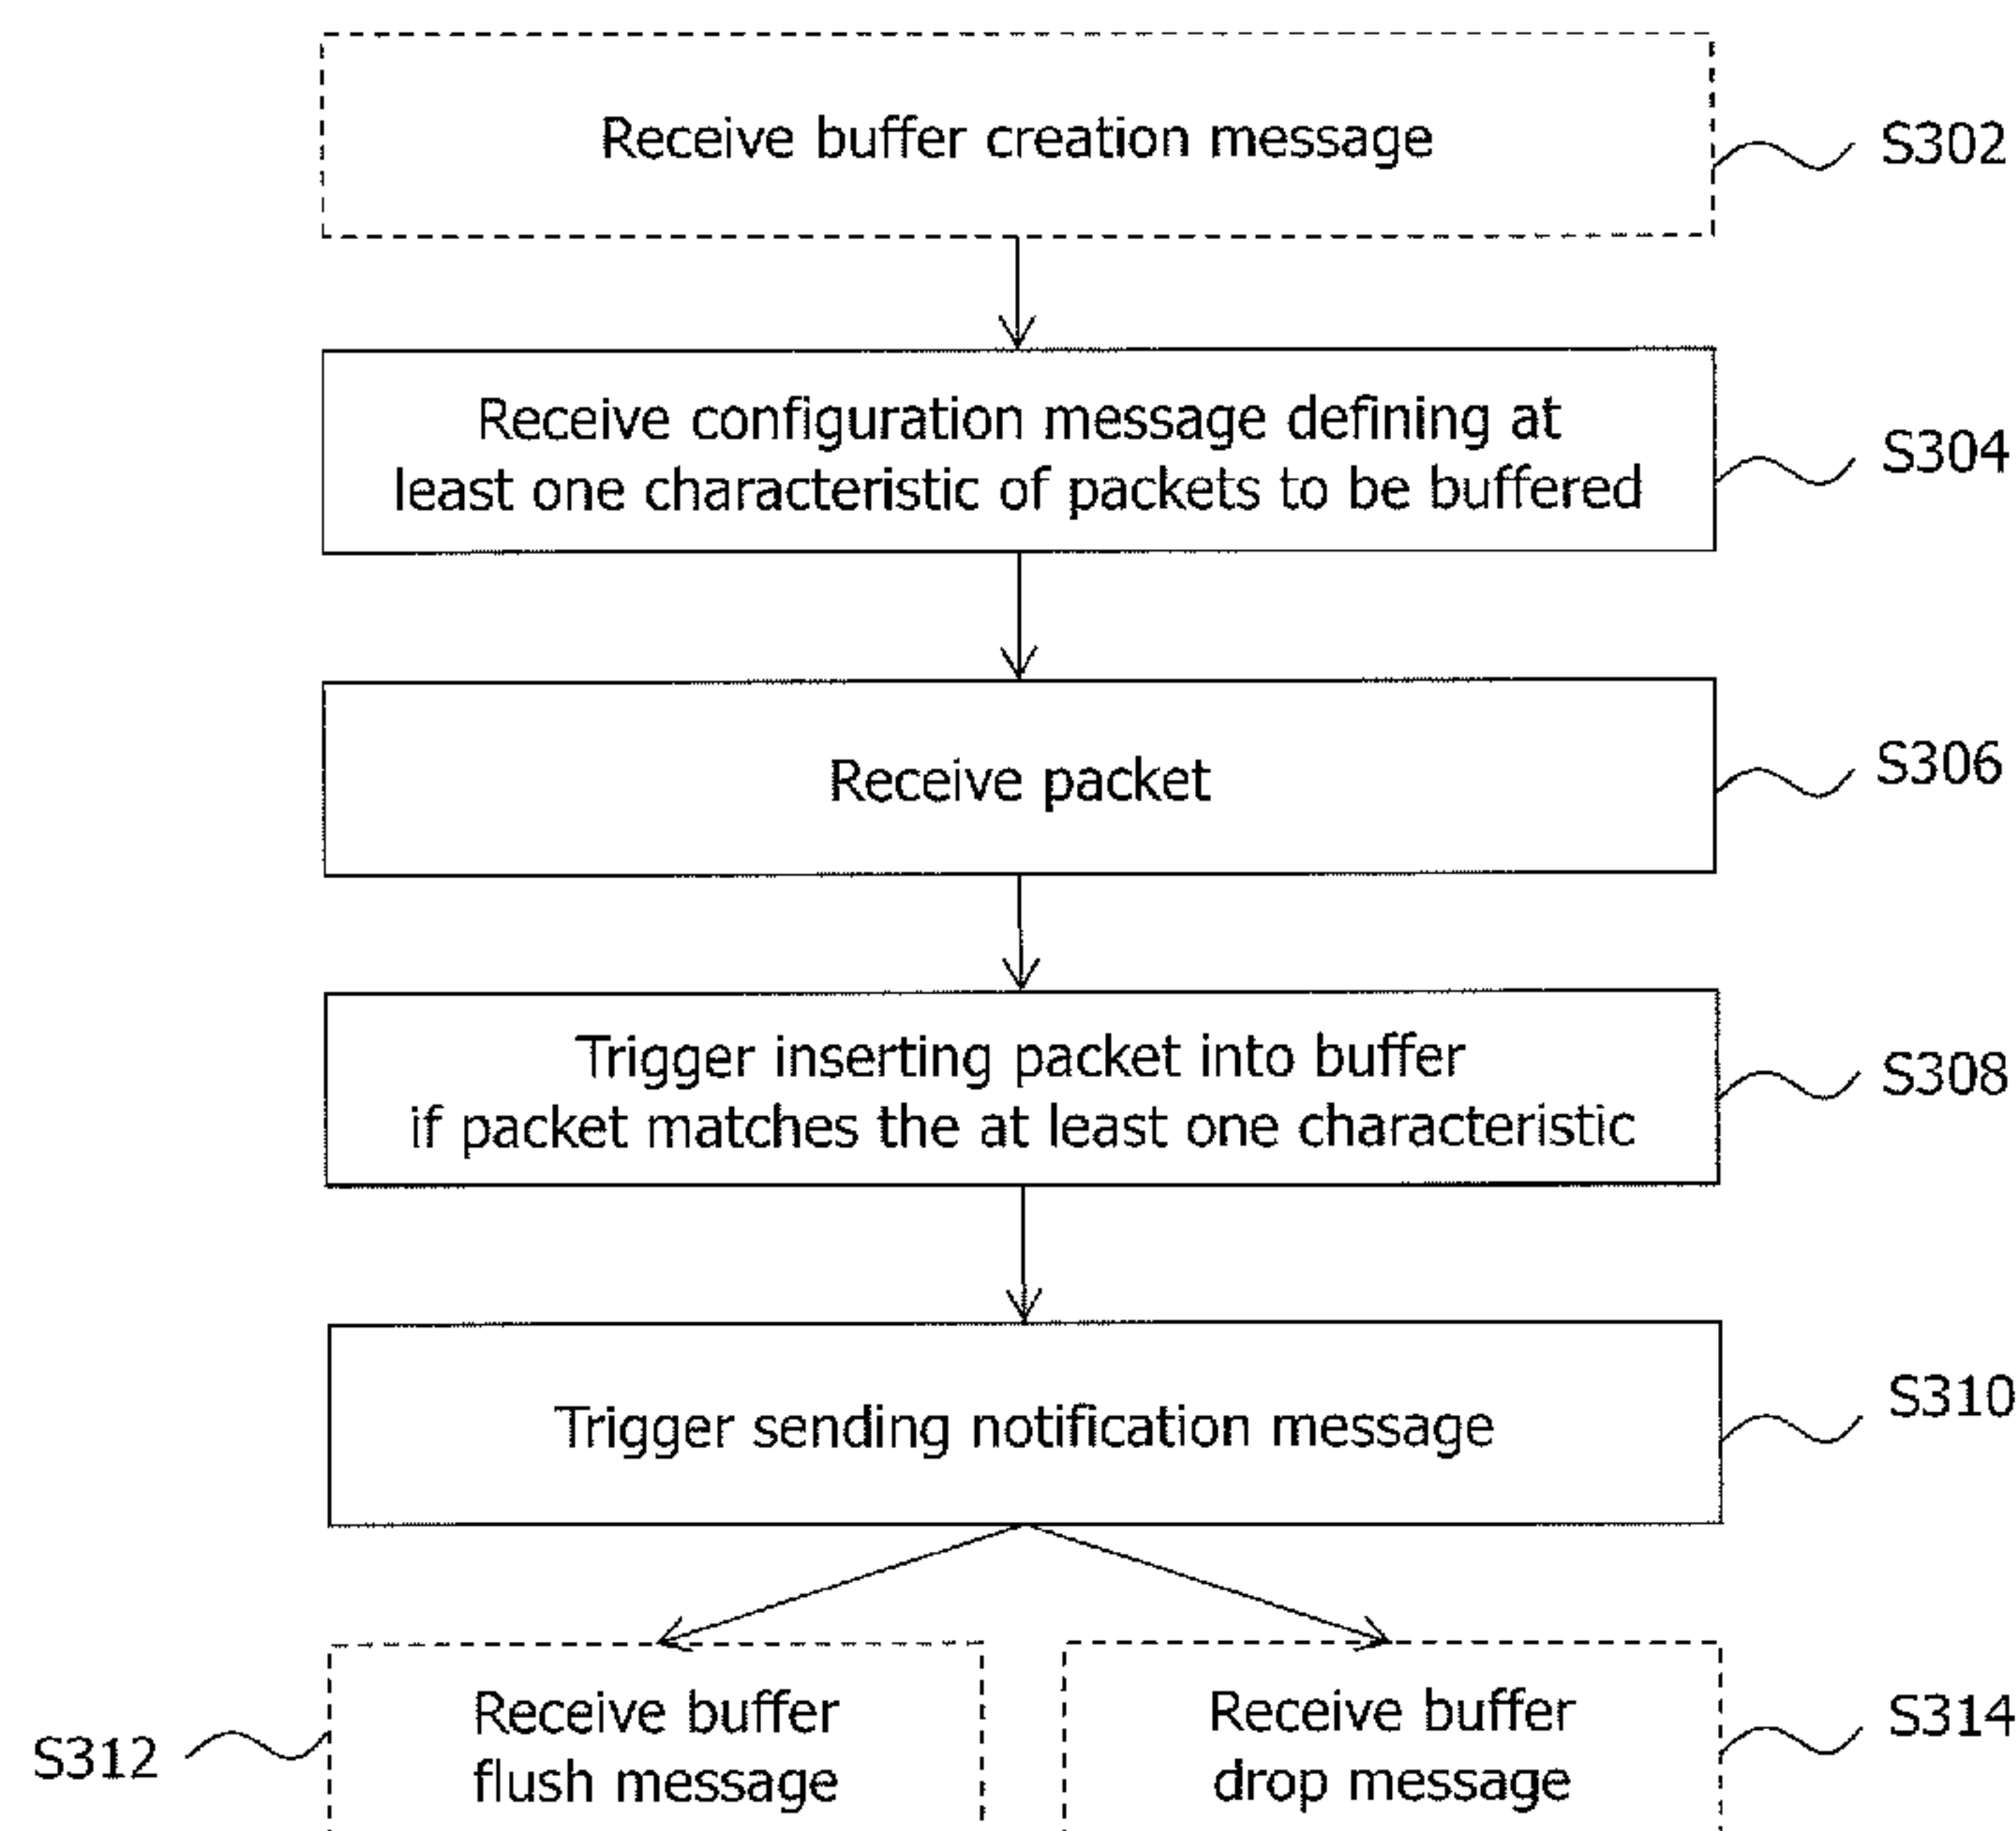 Receive buffer creation message
S302
Receive configuration message defining at
least one characteristic of packets to be buffered
S304
Receive packet
S306
Trigger inserting packet into buffer
if packet matches the at least one characteristic
S308
Trigger sending notification message
S310
S312
Receive buffer
flush message
Receive buffer
drop message
S314